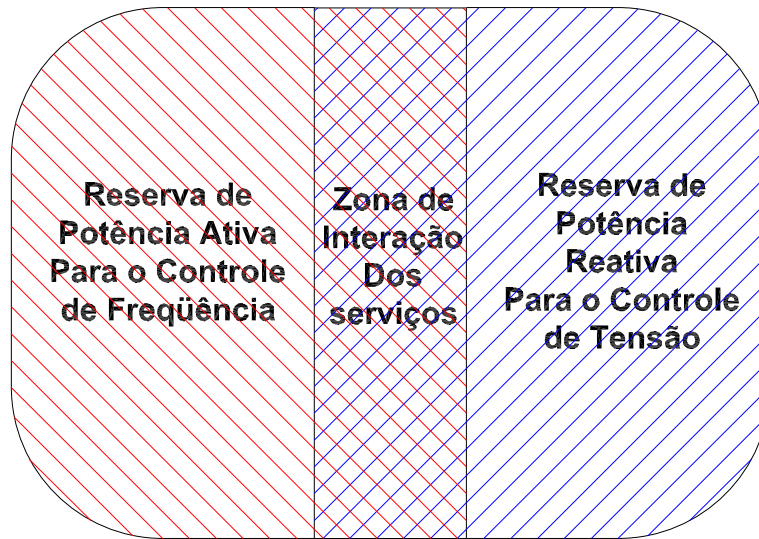 Reserva de
Potência Ativa
Para o Controle
de Freqüência
Zona de
Interação
Dos
serviços
Reserva de
Potência
Reativa
Para o Controle
de Tensão